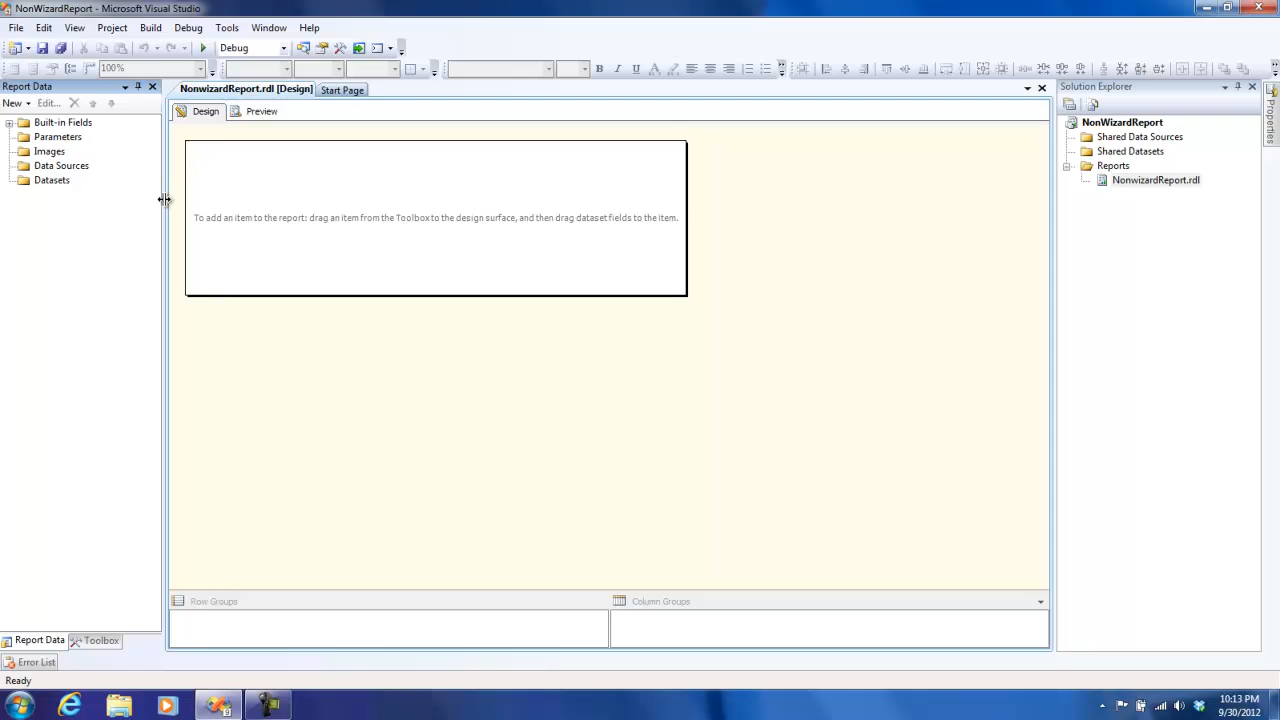 NonWizardReport - Microsoft Visual Studio
File Edit View Project Build Debug Tools Window Help
Debug
100%
B I U A
Report Data
New Edit...
Built-in Fields
Parameters
Images
Data Sources
Datasets
NonwizardReport.rdl [Design] Start Page
Design Preview
To add an item to the report: drag an item from the Toolbox to the design surface, and then drag dataset fields to the item.
Row Groups Column Groups
Solution Explorer
NonWizardReport
Shared Data Sources
Shared Datasets
Reports
NonwizardReport.rdl
Properties
Report Data Toolbox
Error List
Ready
10:13 PM
9/30/2012